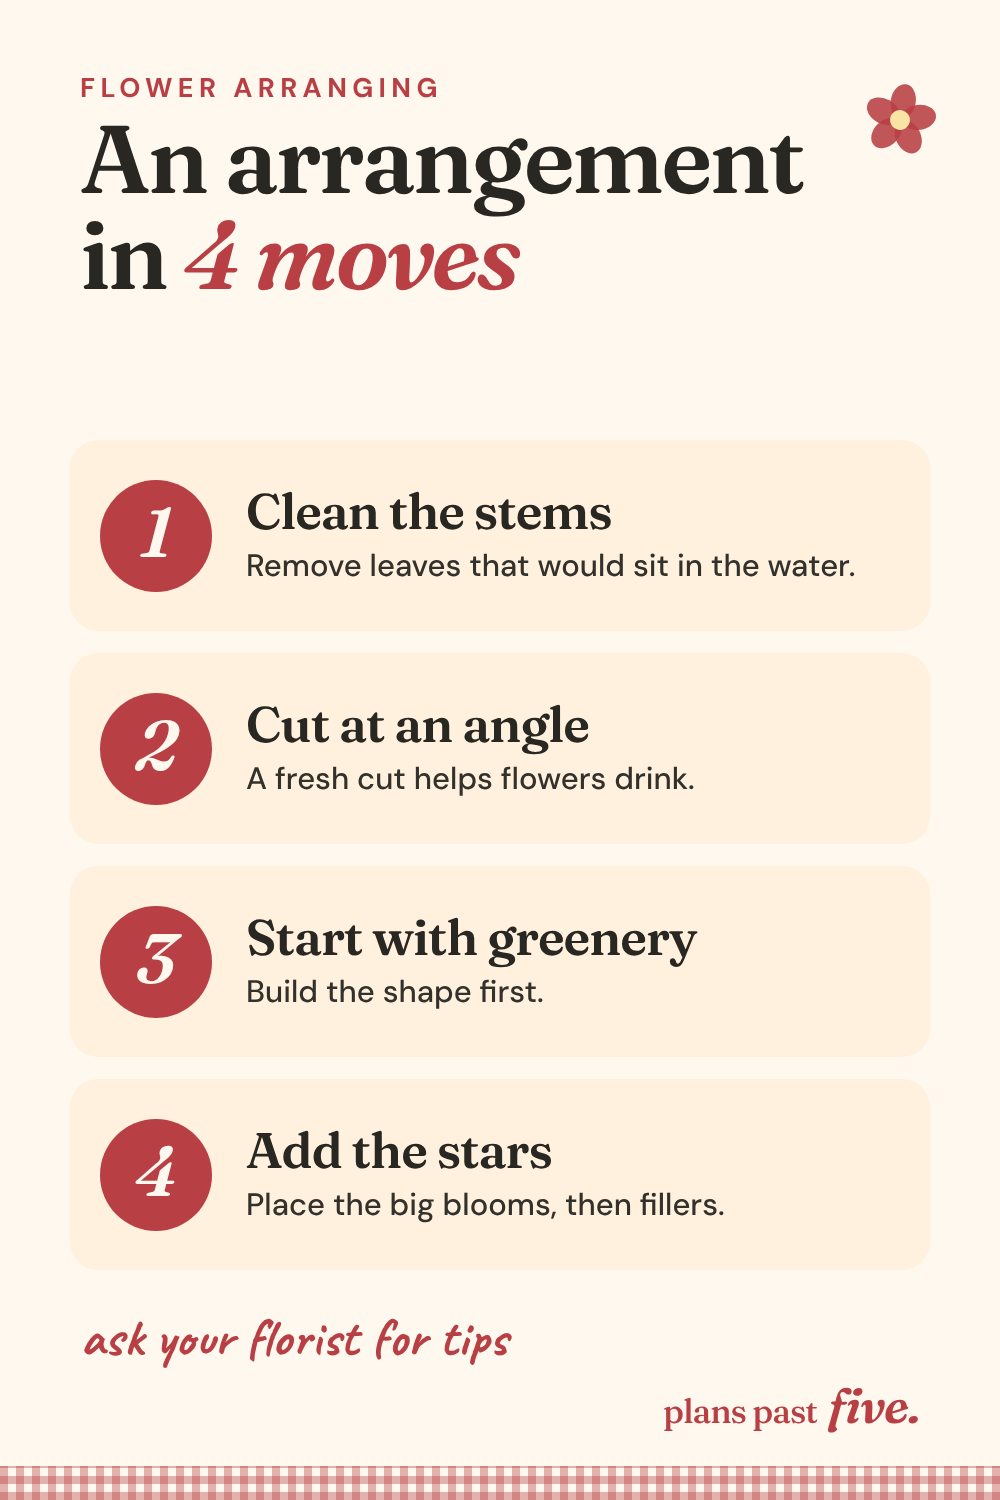 FLOWER ARRANGING
An arrangement
in 4 moves
1
Clean the stems
Remove leaves that would sit in the water.
2
Cut at an angle
A fresh cut helps flowers drink.
3
Start with greenery
Build the shape first.
4
Add the stars
Place the big blooms, then fillers.
ask your florist for tips
plans past five.